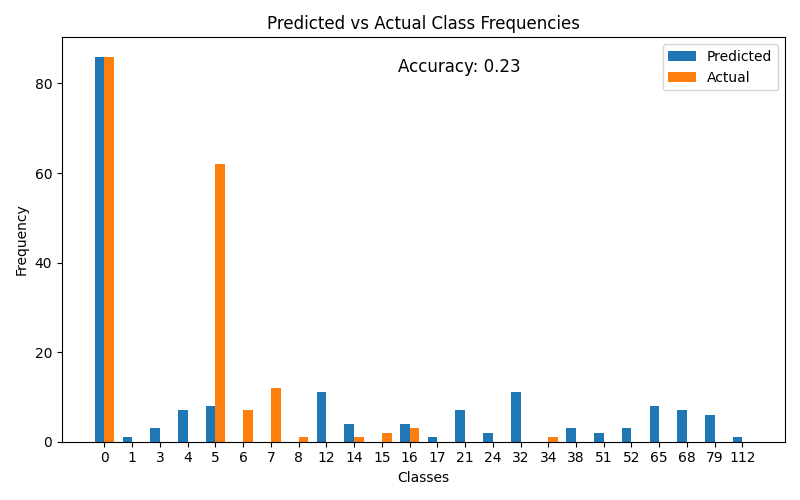 Predicted vs Actual Class Frequencies
Accuracy: 0.23
Predicted
Actual
Frequency
80
60
40
20
0
0 1 3 4 5 6 7 8 12 14 15 16 17 21 24 32 34 38 51 52 65 68 79 112
Classes